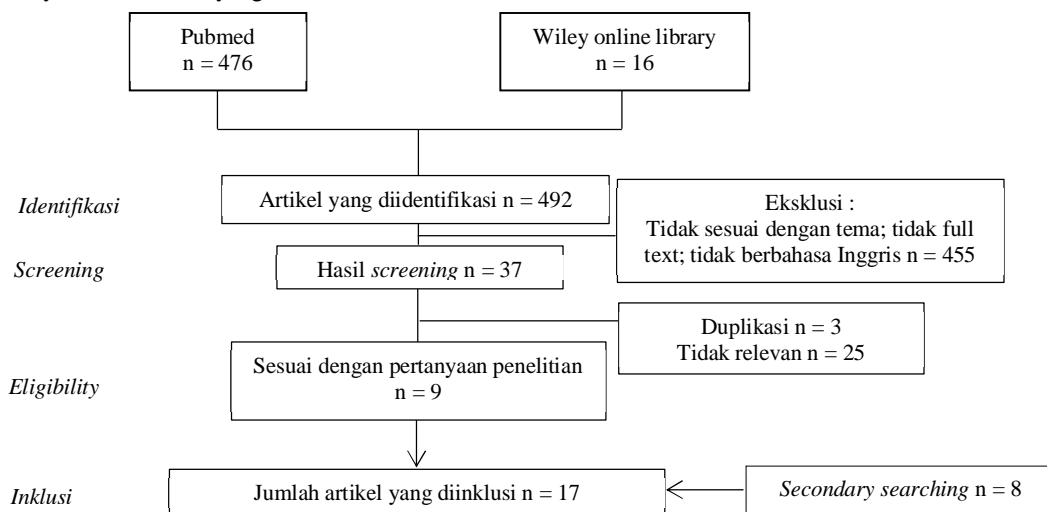 Pubmed
n = 476
Wiley online library
n = 16
Identifikasi
Artikel yang diidentifikasi n = 492
Eksklusi :
Tidak sesuai dengan tema; tidak full
text; tidak berbahasa Inggris n = 455
Screening
Hasil screening n = 37
Duplikasi n = 3
Tidak relevan n = 25
Eligibility
Sesuai dengan pertanyaan penelitian
n = 9
Inklusi
Jumlah artikel yang diinklusi n = 17
Secondary searching n = 8